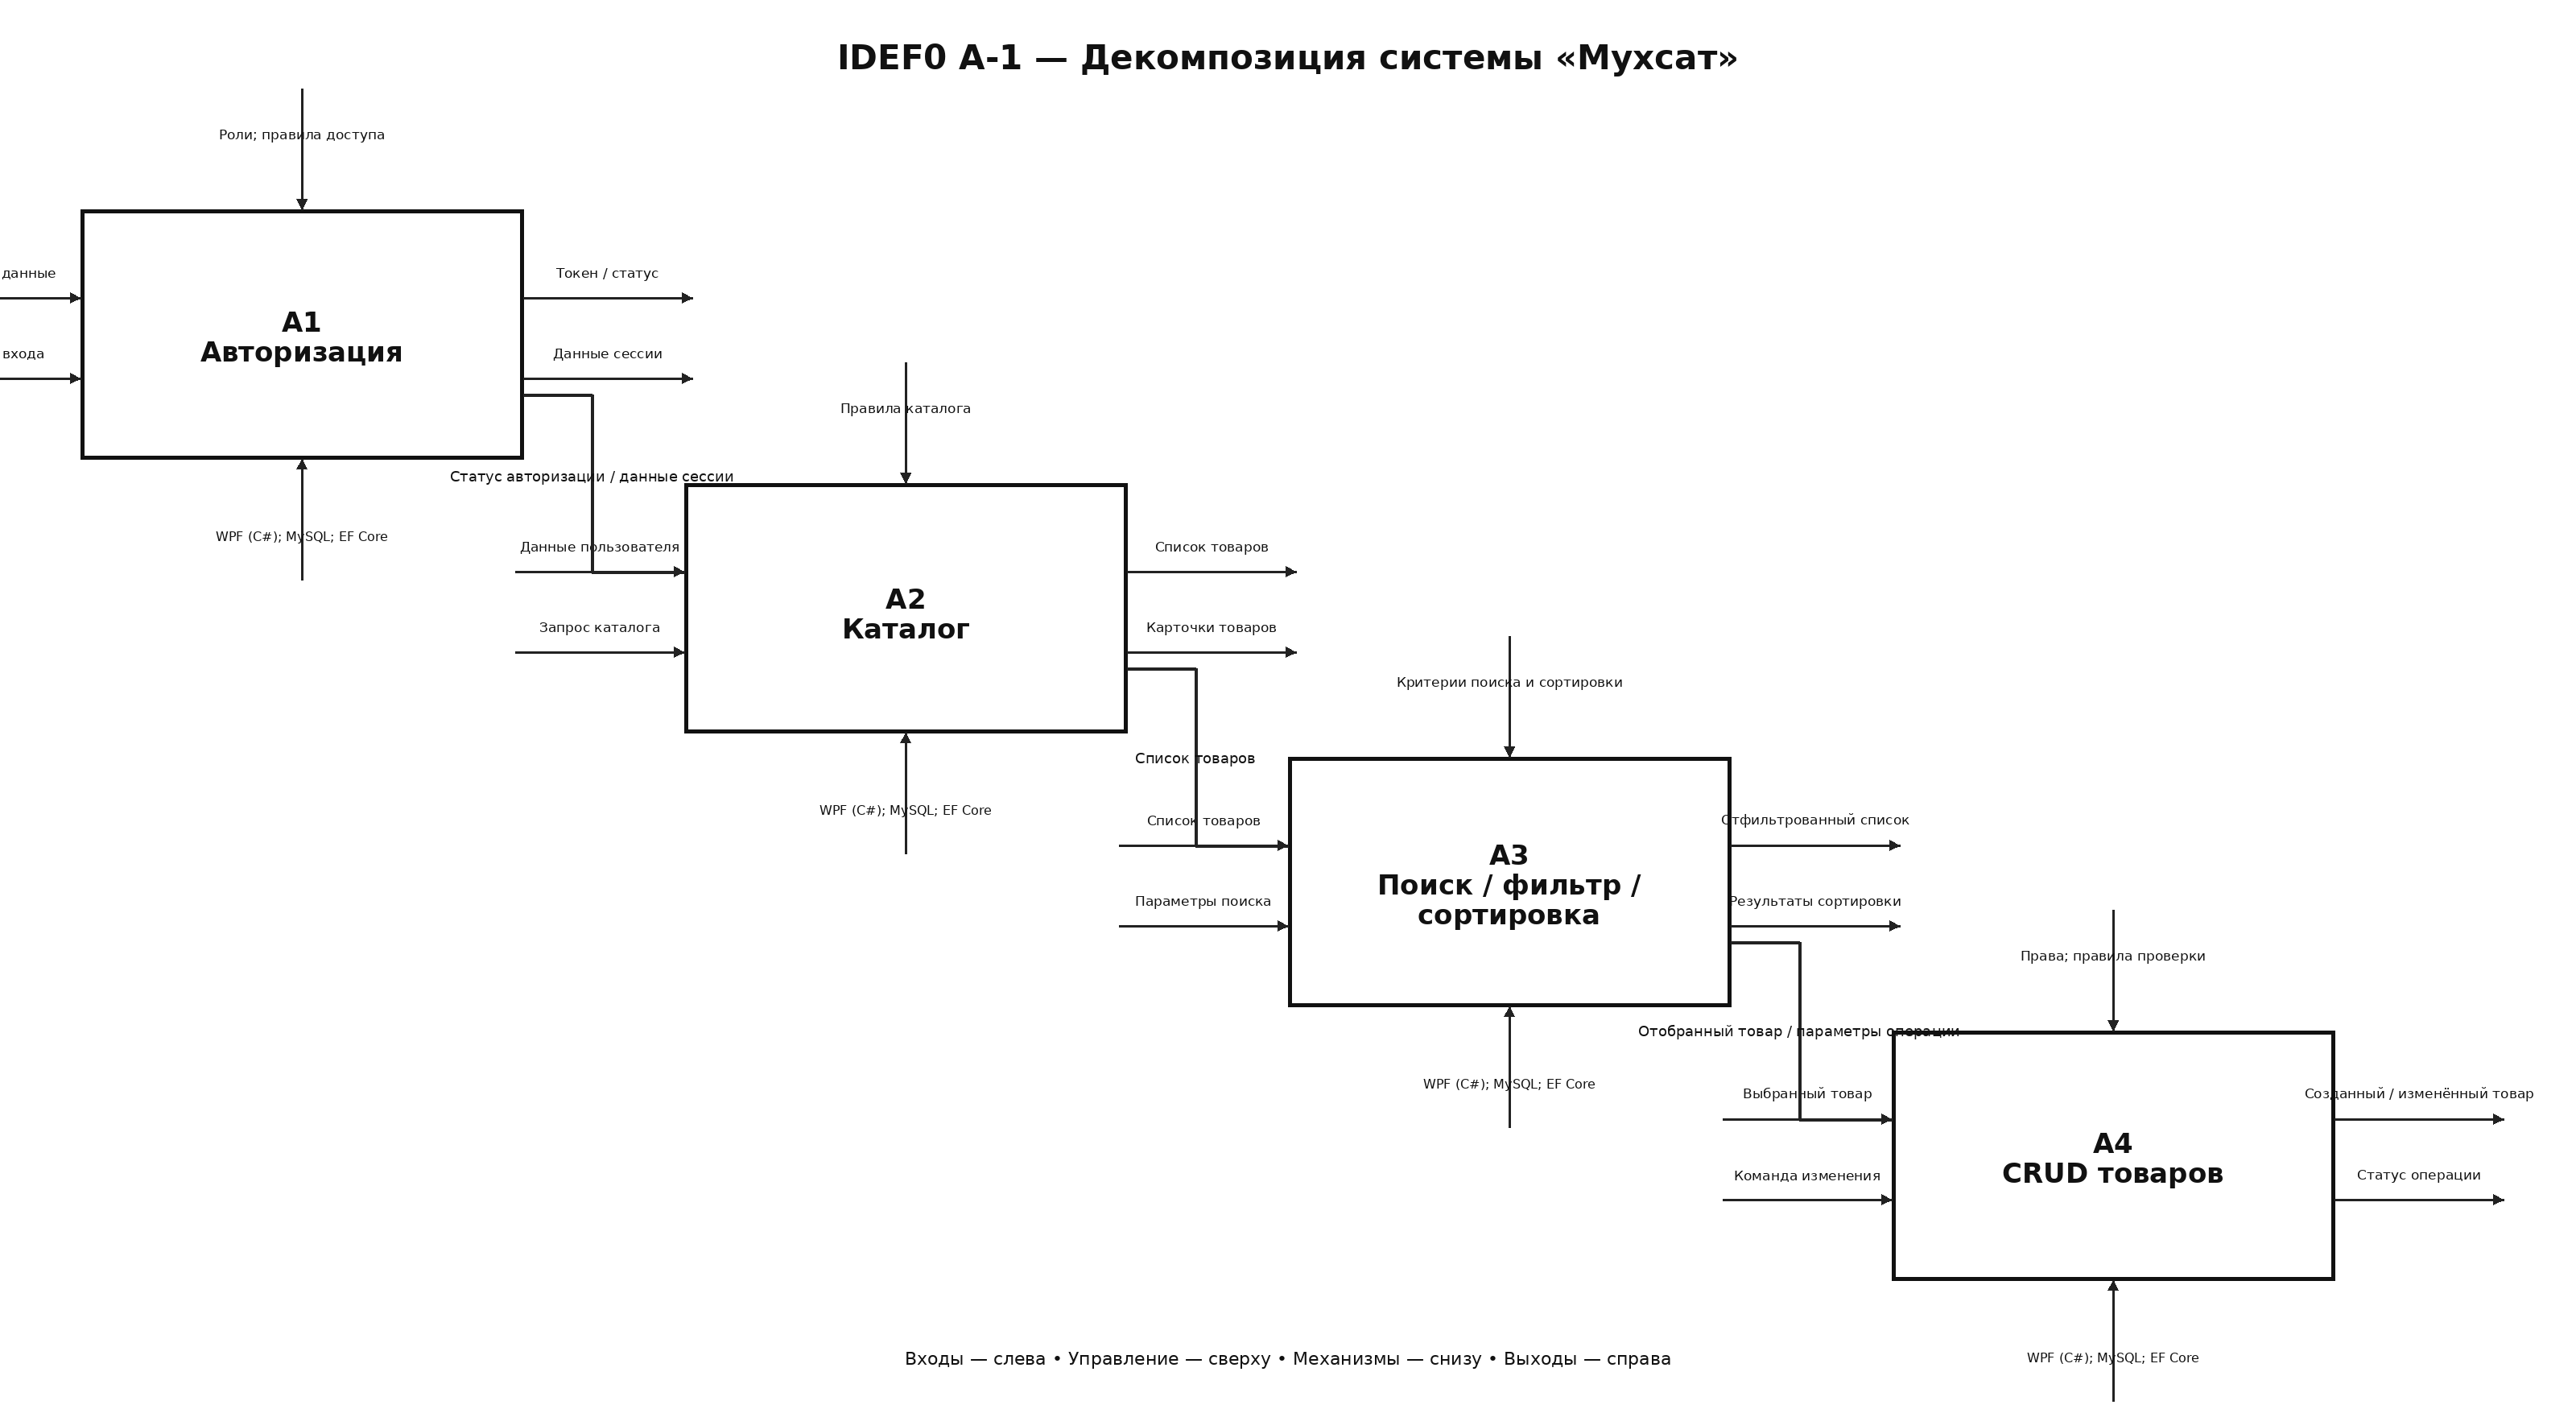 IDEF0 A-1 — Декомпозиция системы «Мухсат»
Роли; правила доступа
данные
входа
A1
Авторизация
Токен / статус
Данные сессии
WPF (C#); MySQL; EF Core
Статус авторизации / данные сессии
Правила каталога
Данные пользователя
Запрос каталога
A2
Каталог
Список товаров
Карточки товаров
WPF (C#); MySQL; EF Core
Список товаров
Критерии поиска и сортировки
Список товаров
Параметры поиска
A3
Поиск / фильтр /
сортировка
Отфильтрованный список
Результаты сортировки
WPF (C#); MySQL; EF Core
Отобранный товар / параметры операции
Права; правила проверки
Выбранный товар
Команда изменения
A4
CRUD товаров
Созданный / изменённый товар
Статус операции
WPF (C#); MySQL; EF Core
Входы — слева • Управление — сверху • Механизмы — снизу • Выходы — справа